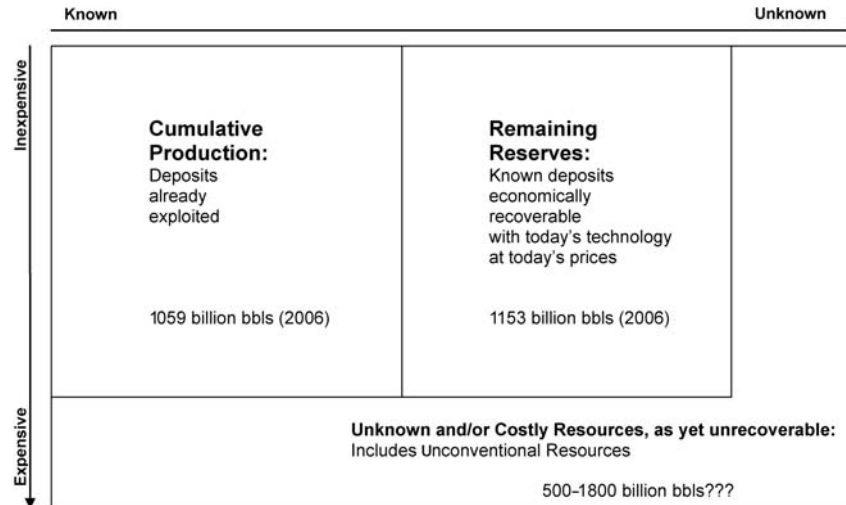 Known
Unknown
Inexpensive
Cumulative
Production:
Deposits
already
exploited
1059 billion bbls (2006)
Remaining
Reserves:
Known deposits
economically
recoverable
with today's technology
at today's prices
1153 billion bbls (2006)
Expensive
Unknown and/or Costly Resources, as yet unrecoverable:
Includes Unconventional Resources
500-1800 billion bbls???